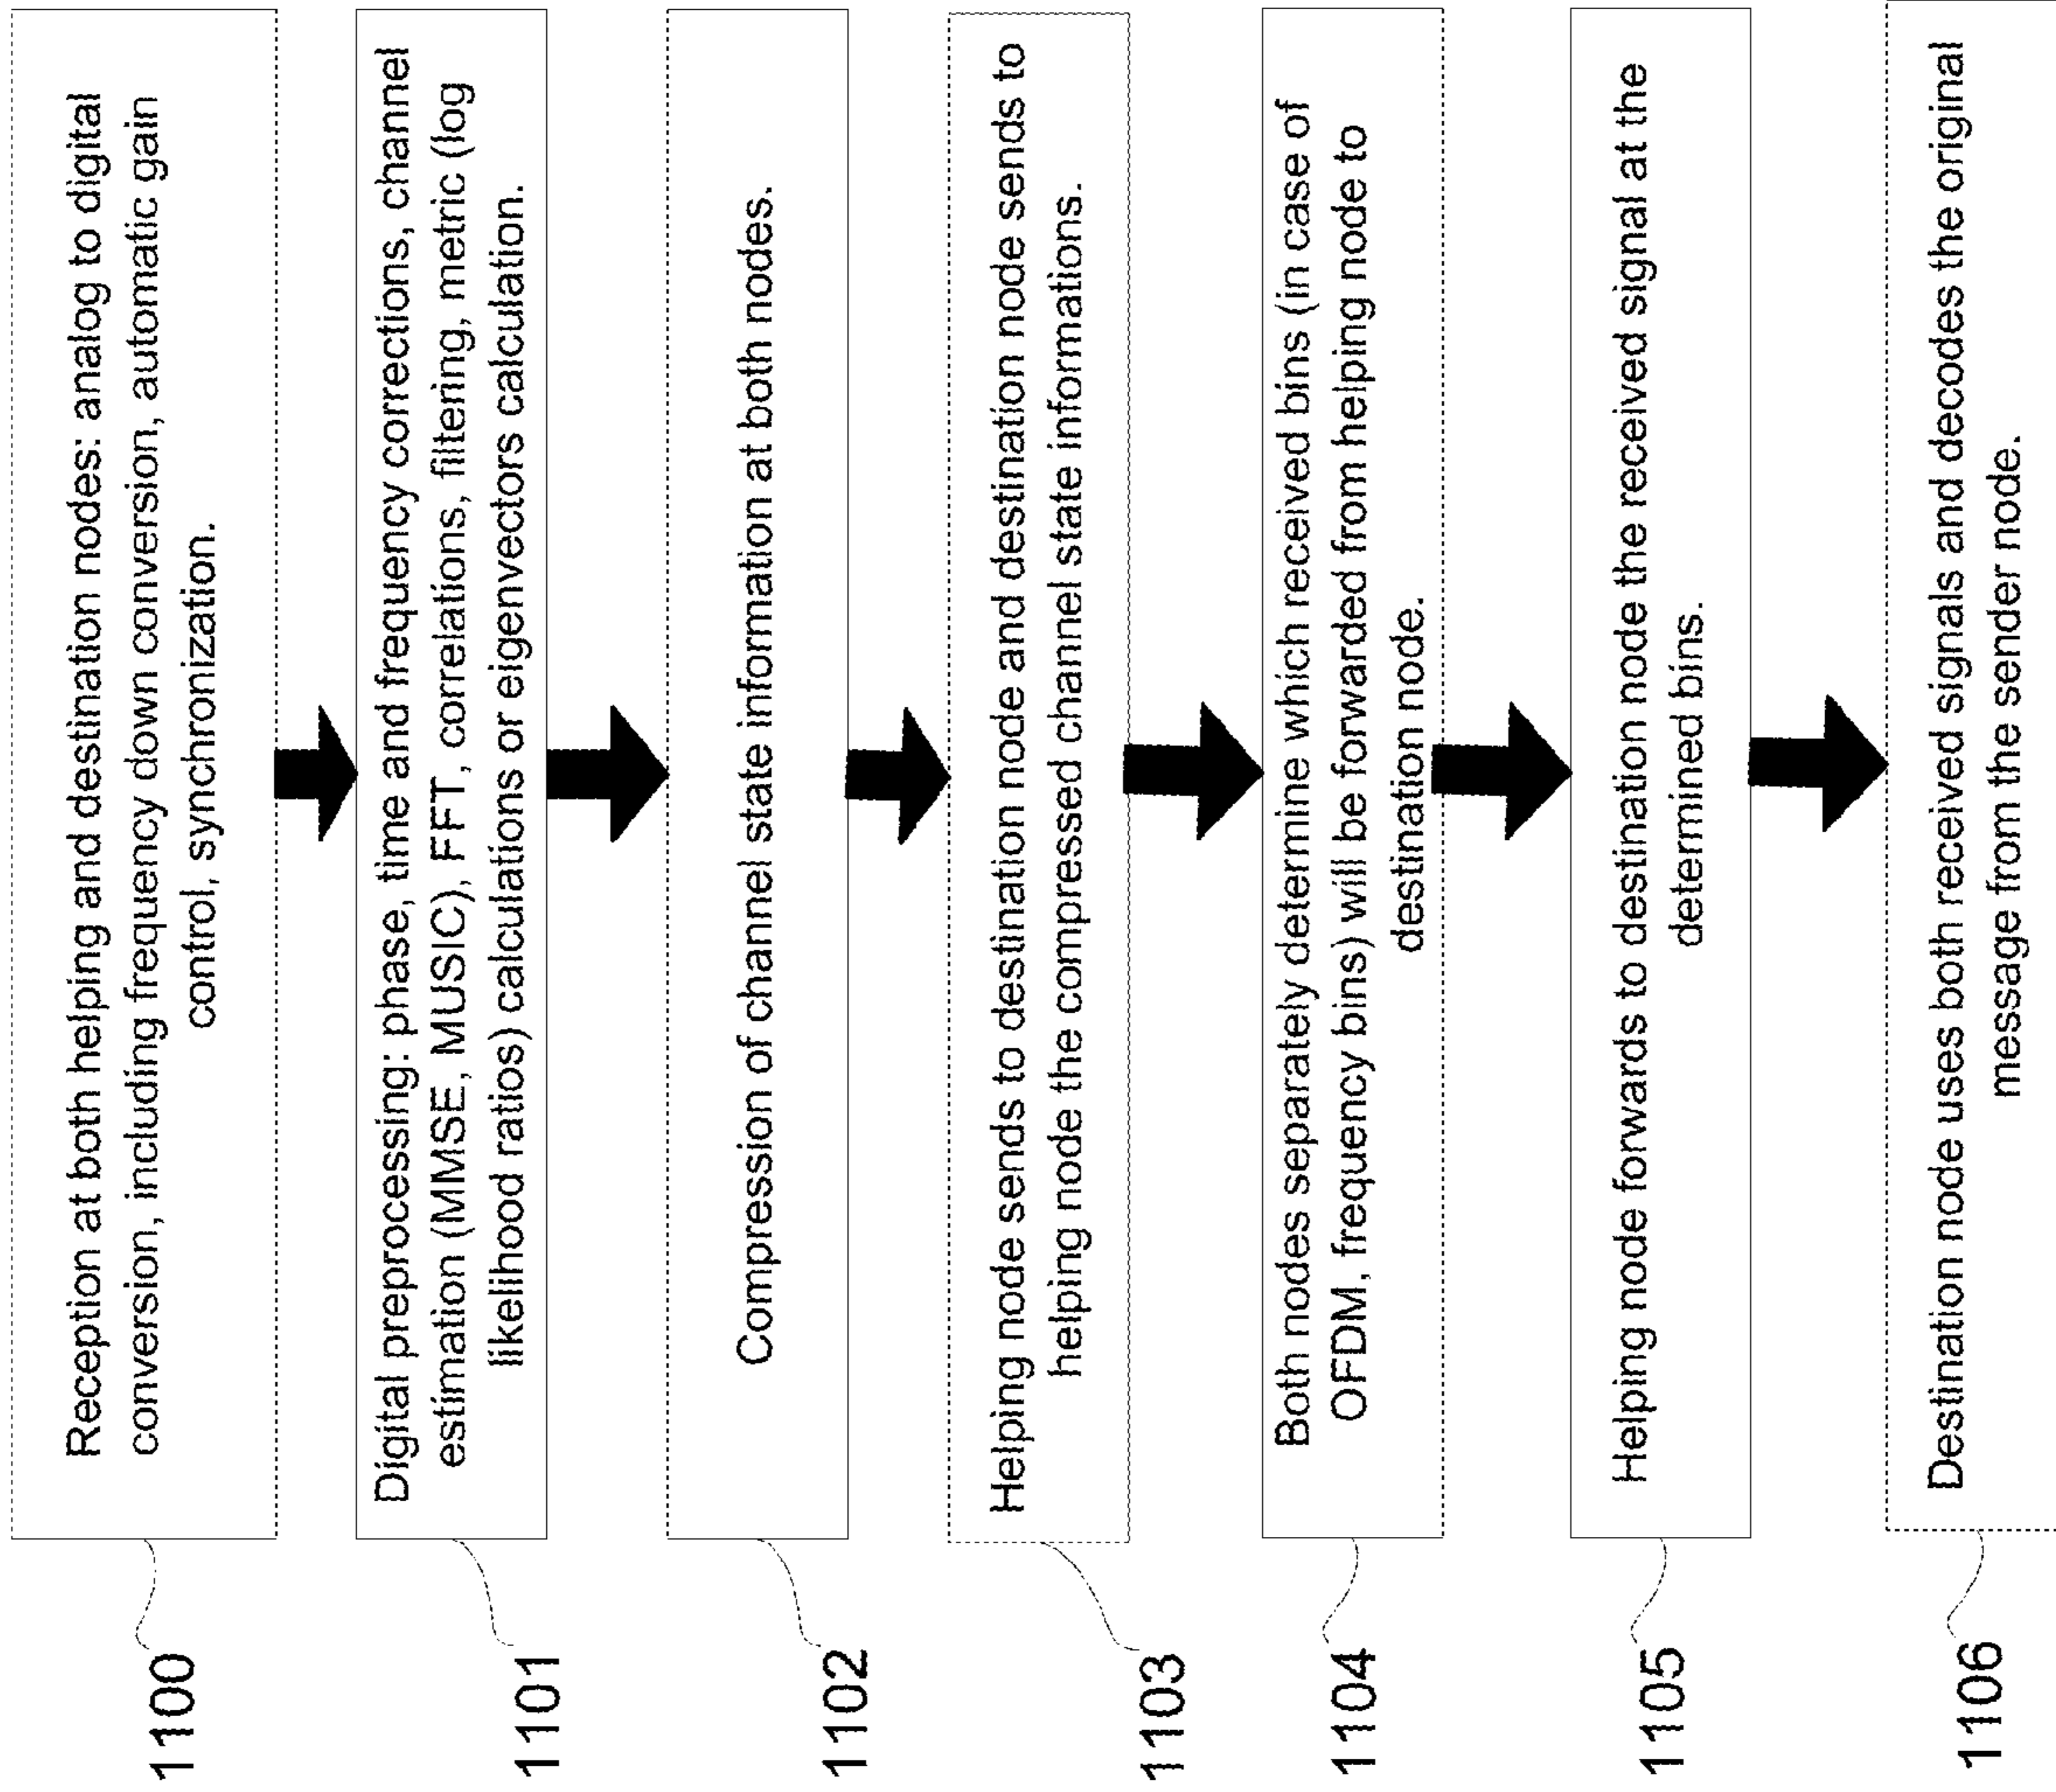 1100
Reception at both helping and destination nodes: analog to digital
conversion, including frequency down conversion, automatic gain
control, synchronization.
1101
Digital preprocessing: phase, time and frequency corrections, channel
estimation (MMSE, MUSIC), FFT, correlations, filtering, metric (log
likelihood ratios) calculations or eigenvectors calculation.
1102
Compression of channel state information at both nodes.
1103
Helping node sends to destination node and destination node sends to
helping node the compressed channel state informations.
1104
Both nodes separately determine which received bins (in case of
OFDM, frequency bins) will be forwarded from helping node to
destination node.
1105
Helping node forwards to destination node the received signal at the
determined bins.
1106
Destination node uses both received signals and decodes the original
message from the sender node.